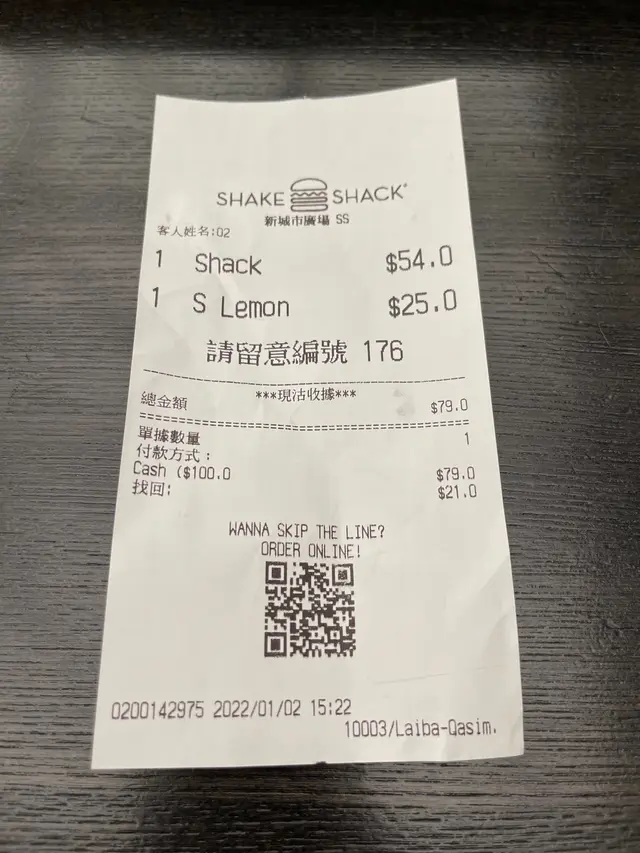 SHAKE SHACK
新城市廣場 SS
客人姓名:02
1 Shack $54.0
1 S Lemon $25.0
請留意編號 176
***現沽收據***
總金額 $79.0
單據數量 1
付款方式:
Cash ($100.0 $79.0
找回: $21.0
WANNA SKIP THE LINE?
ORDER ONLINE!
0200142975 2022/01/02 15:22
10003/Laiba-Qasim.